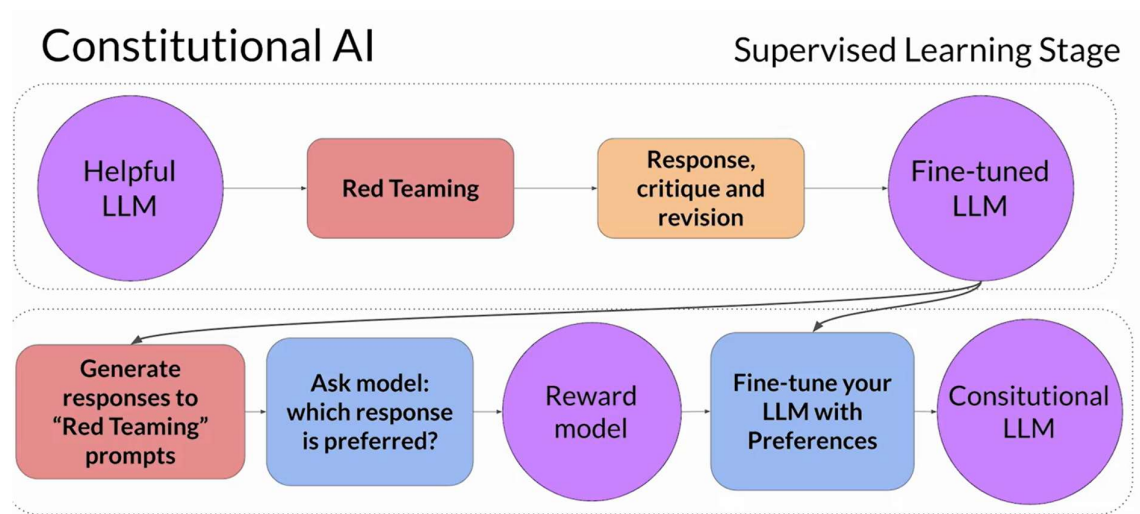 Constitutional AI
Supervised Learning Stage
Helpful
LLM
Red Teaming
Response,
critique and
revision
Fine-tuned
LLM
Generate
responses to
“Red Teaming”
prompts
Ask model:
which response
is preferred?
Reward
model
Fine-tune your
LLM with
Preferences
Consitutional
LLM